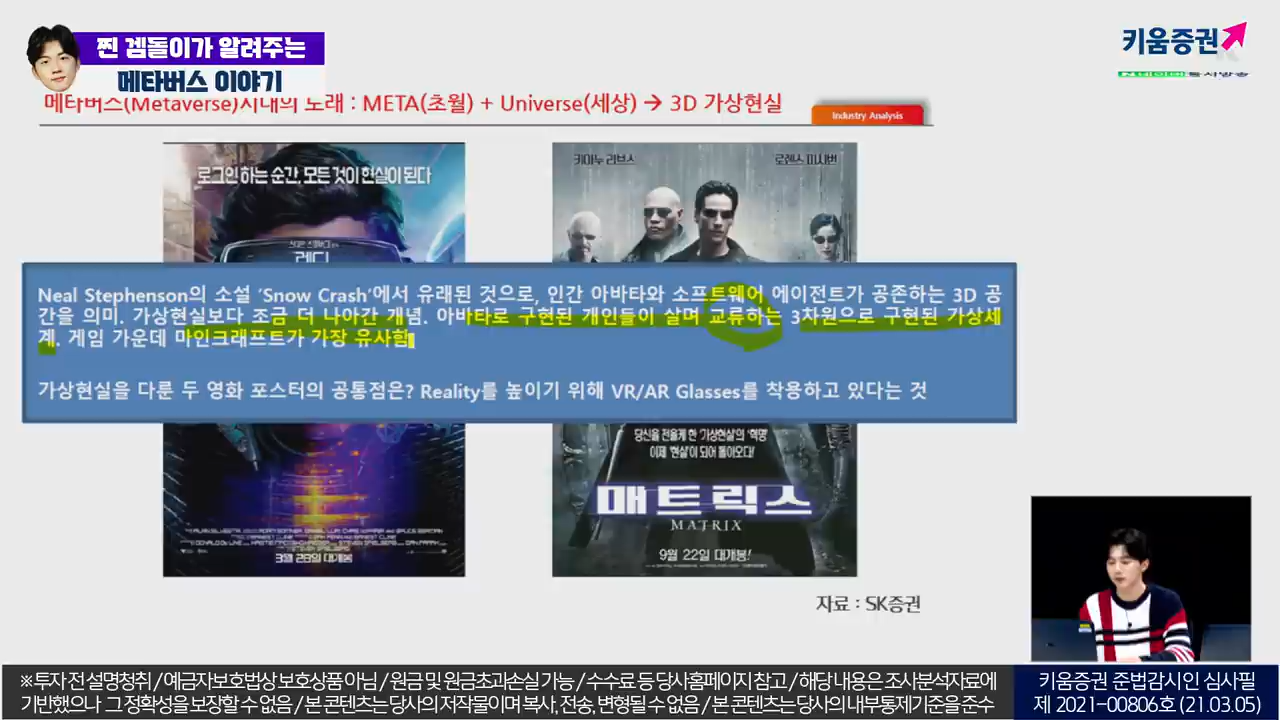 찐 겜돌이가 알려주는
메타버스 이야기
키움증권
메타버스(Metaverse)시대의 도래 : META(초월) + Universe(세상) → 3D 가상현실
Industry Analysis
로그인 하는 순간, 모든 것이 현실이 된다
레디
키아누 리브스
로렌스 피시번
Neal Stephenson의 소설 ‘Snow Crash’에서 유래된 것으로, 인간 아바타와 소프트웨어 에이전트가 공존하는 3D 공
간을 의미. 가상현실보다 조금 더 나아간 개념. 아바타로 구현된 개인들이 살며 교류하는 3차원으로 구현된 가상세
계. 게임 가운데 마인크래프트가 가장 유사함
가상현실을 다룬 두 영화 포스터의 공통점은? Reality를 높이기 위해 VR/AR Glasses를 착용하고 있다는 것
3월 28일 대개봉
당신을 전율케 한 '가상현실'의 '혁명'
이제 '현실'이 되어 돌아오다!
매트릭스
MATRIX
9월 22일 대개봉!
자료 : SK증권
※ 투자 전 설명청취 / 예금자보호법상 보호상품 아님 / 원금 및 원금초과손실 가능 / 수수료 등 당사홈페이지 참고 / 해당 내용은 조사분석자료에
기반했으나 그 정확성을 보장할 수 없음 / 본 콘텐츠는 당사의 저작물이며 복사, 전송, 변형될 수 없음 / 본 콘텐츠는 당사의 내부통제기준을 준수
키움증권 준법감시인 심사필
제 2021-00806호 (21.03.05)